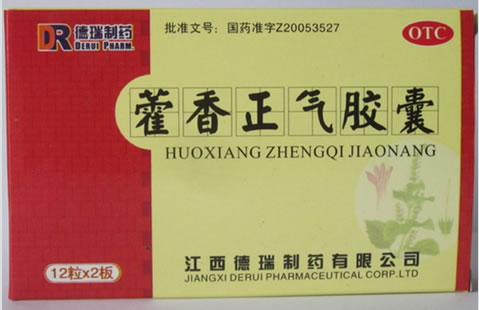 DR 德瑞制药
DERUI PHARM.
批准文号：国药准字Z20053527
OTC
藿香正气胶囊
HUOXIANG ZHENGQI JIAONANG
12粒x2板
江西德瑞制药有限公司
JIANGXI DERUI PHARMACEUTICAL CORP.LTD